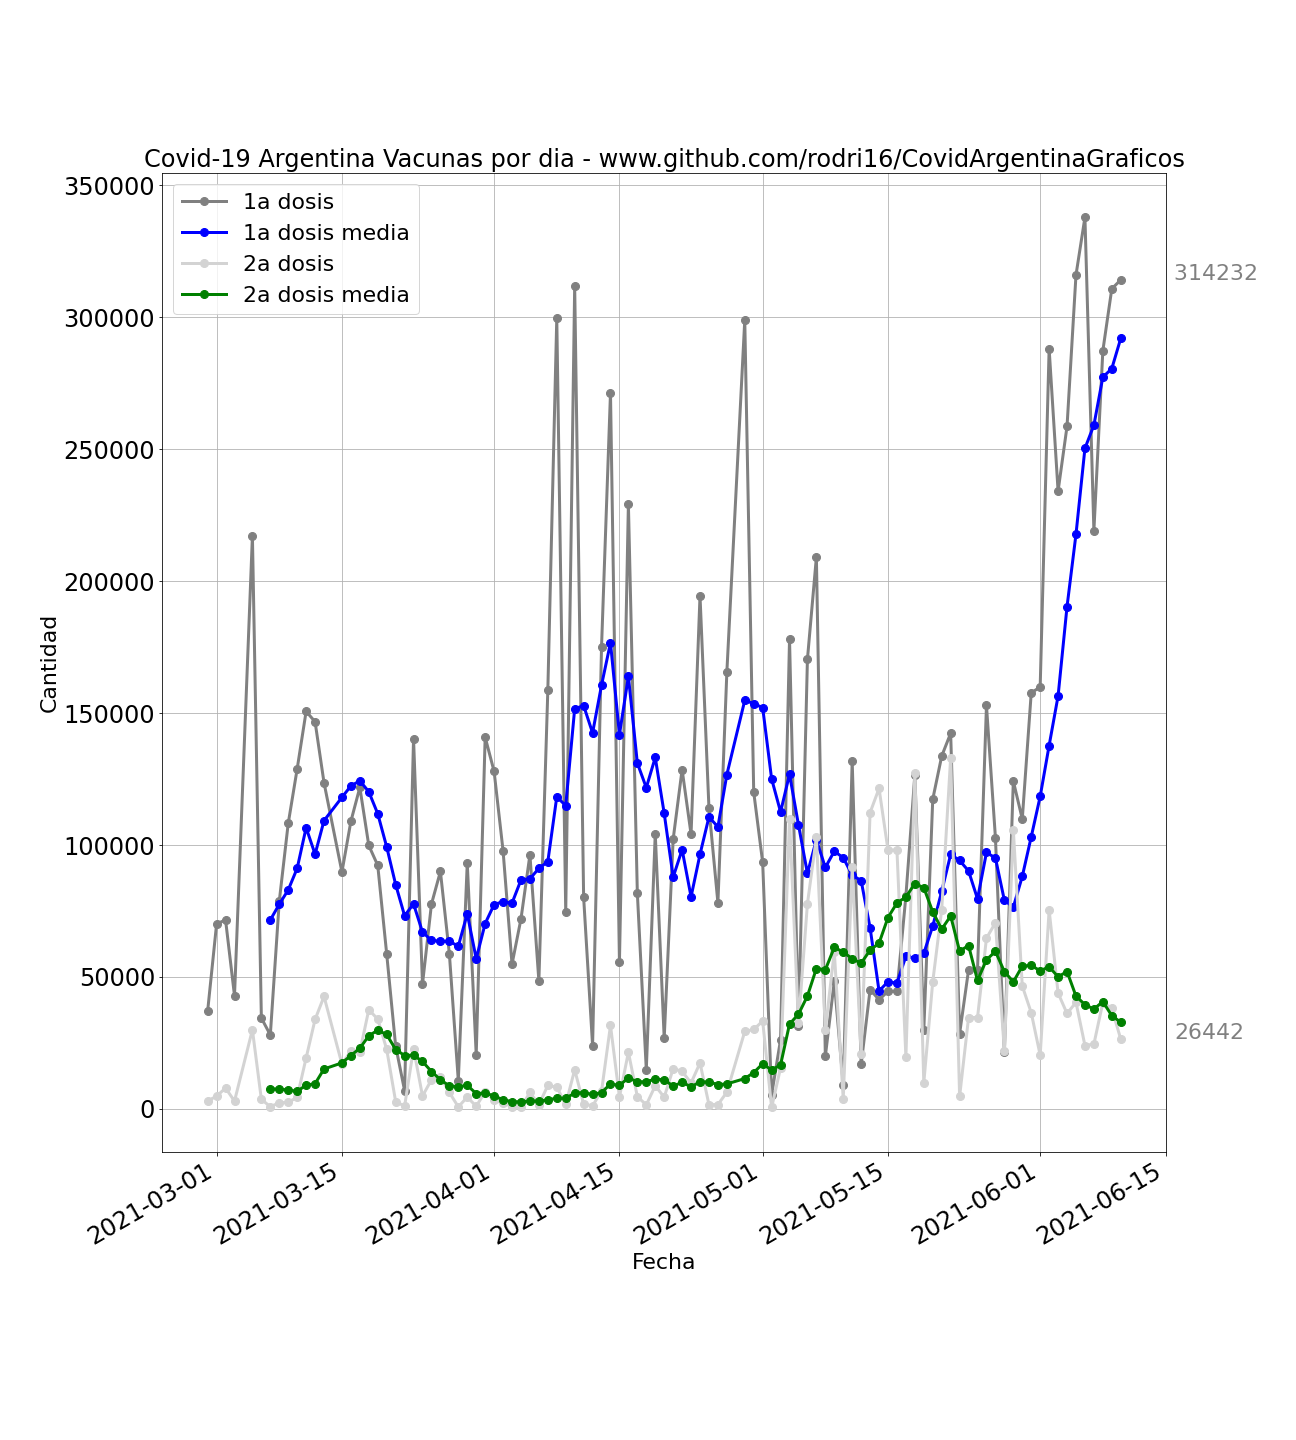 Covid-19 Argentina Vacunas por dia - www.github.com/rodri16/CovidArgentinaGraficos
350000
300000
250000
200000
150000
100000
50000
0
Cantidad
1a dosis
1a dosis media
2a dosis
2a dosis media
314232
26442
2021-03-01
2021-03-15
2021-04-01
2021-04-15
2021-05-01
2021-05-15
2021-06-01
2021-06-15
Fecha